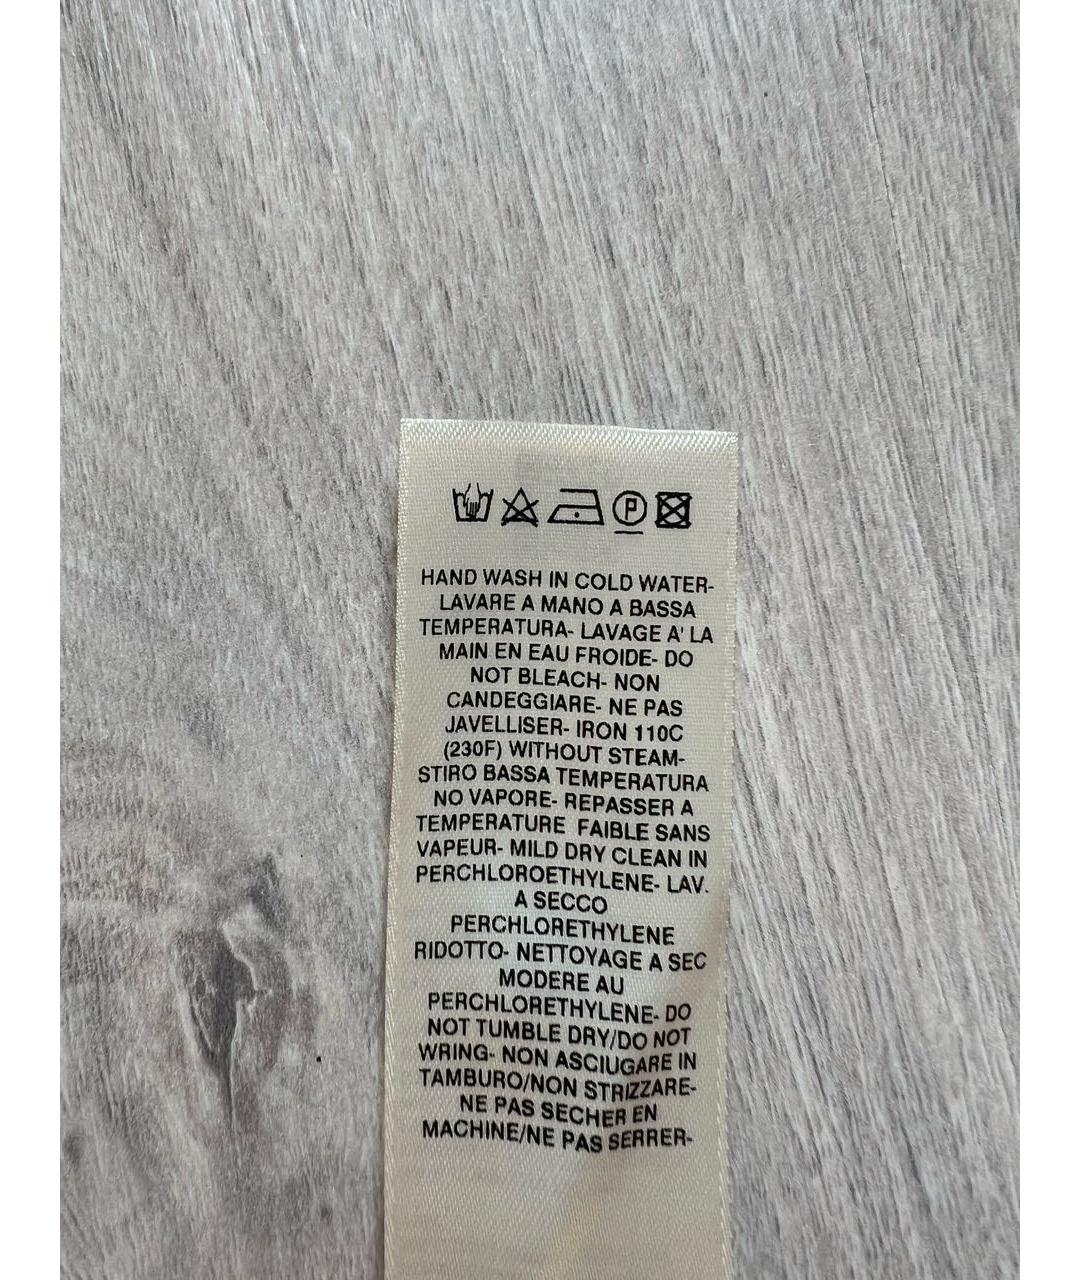 P
HAND WASH IN COLD WATER-
LAVARE A MANO A BASSA
TEMPERATURA- LAVAGE A' LA
MAIN EN EAU FROIDE- DO
NOT BLEACH- NON
CANDEGGIARE- NE PAS
JAVELLISER- IRON 110C
(230F) WITHOUT STEAM-
STIRO BASSA TEMPERATURA
NO VAPORE- REPASSER A
TEMPERATURE FAIBLE SANS
VAPEUR- MILD DRY CLEAN IN
PERCHLOROETHYLENE- LAV.
A SECCO
PERCHLORETHYLENE
RIDOTTO- NETTOYAGE A SEC
MODERE AU
PERCHLORETHYLENE- DO
NOT TUMBLE DRY/DO NOT
WRING- NON ASCIUGARE IN
TAMBURO/NON STRIZZARE-
NE PAS SECHER EN
MACHINE/NE PAS SERRER-